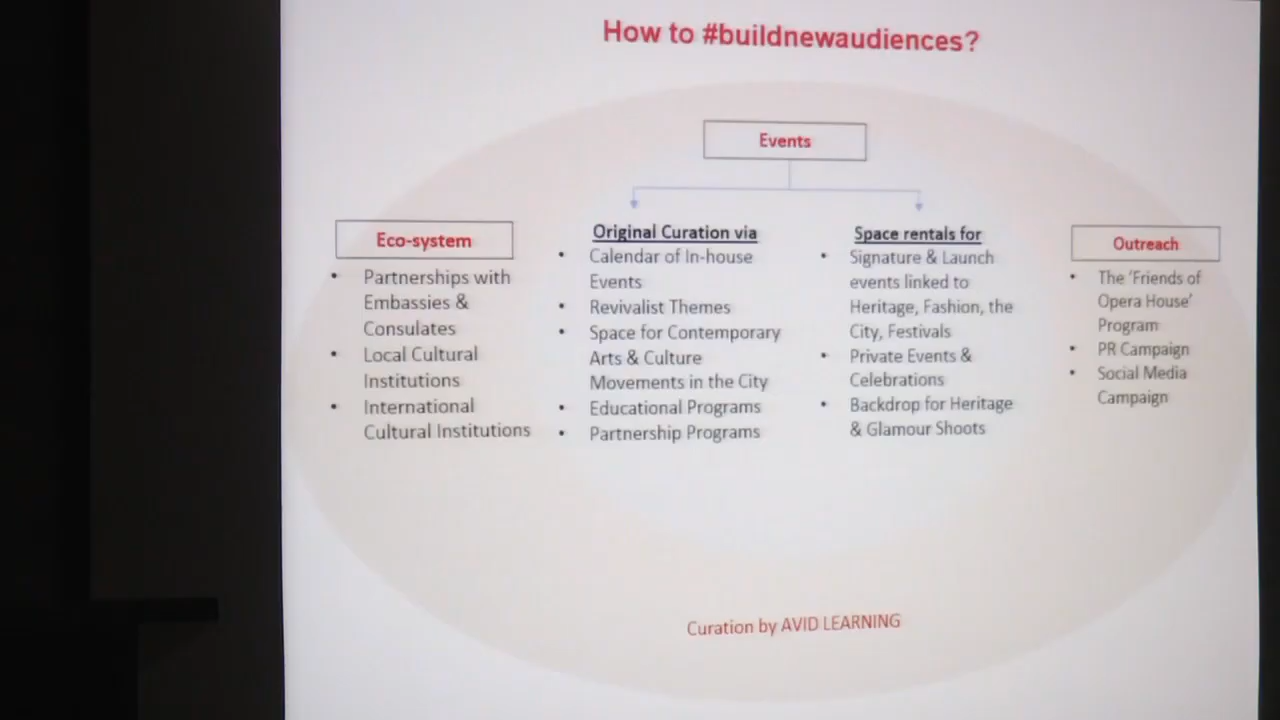 How to #buildnewaudiences?
Events
Eco-system
• Partnerships with
Embassies &
Consulates
• Local Cultural
Institutions
• International
Cultural Institutions
Original Curation via
• Calendar of In-house
Events
• Revivalist Themes
• Space for Contemporary
Arts & Culture
Movements in the City
• Educational Programs
• Partnership Programs
Space rentals for
• Signature & Launch
events linked to
Heritage, Fashion, the
City, Festivals
• Private Events &
Celebrations
• Backdrop for Heritage
& Glamour Shoots
Outreach
• The ‘Friends of
Opera House’
Program
• PR Campaign
• Social Media
Campaign
Curation by AVID LEARNING